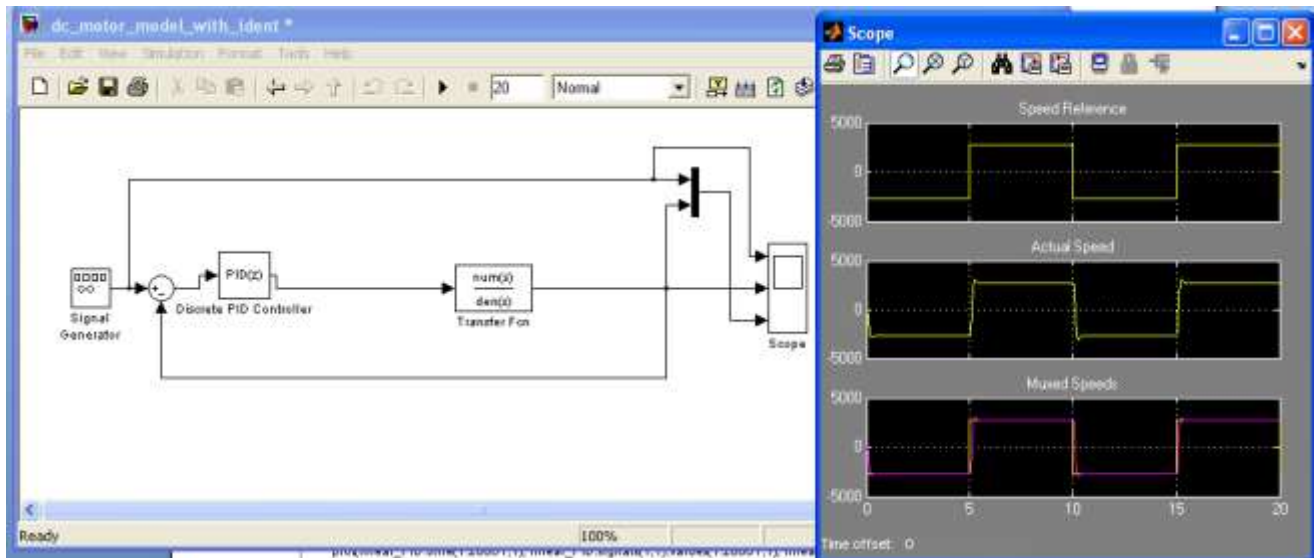 dc_motor_model_with_ident *
File Edit View Simulation Format Tools Help
20 Normal
Signal
Generator
+
-
PID(z)
Discrete PID Controller
num(s)
den(s)
Transfer Fcn
Scope
Ready 100%
Scope
Speed Reference
5000
0
-5000
Actual Speed
5000
0
-5000
Muxed Speeds
5000
0
-5000
0 5 10 15 20
Time offset: 0